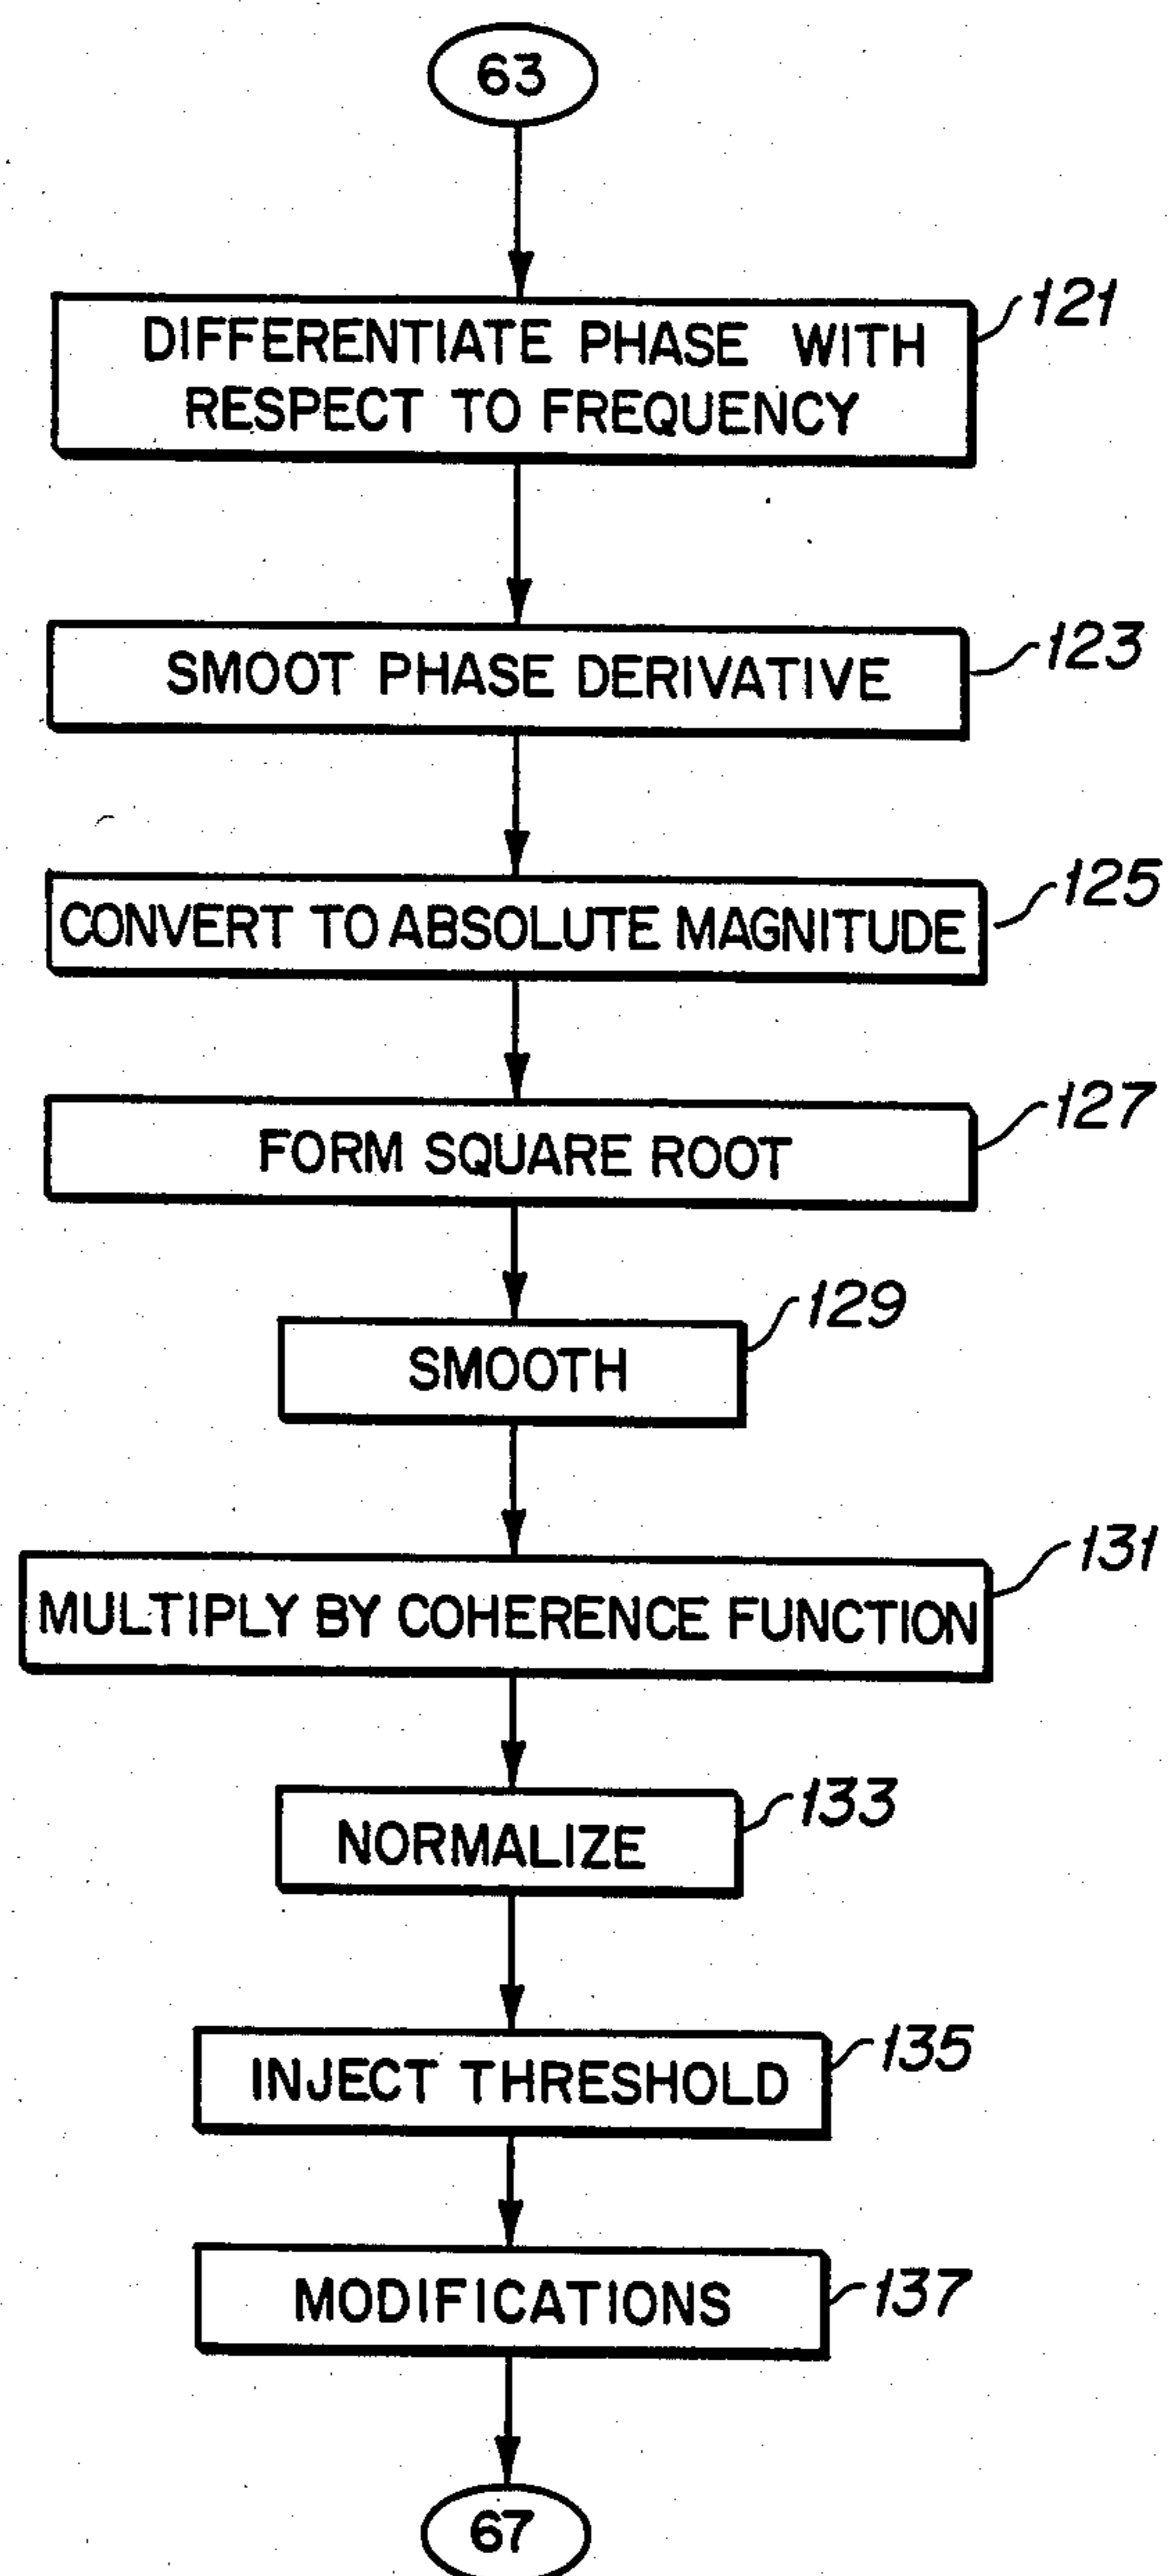 63
121
DIFFERENTIATE PHASE WITH
RESPECT TO FREQUENCY
123
SMOOT PHASE DERIVATIVE
125
CONVERT TO ABSOLUTE MAGNITUDE
127
FORM SQUARE ROOT
129
SMOOTH
131
MULTIPLY BY COHERENCE FUNCTION
133
NORMALIZE
135
INJECT THRESHOLD
137
MODIFICATIONS
67